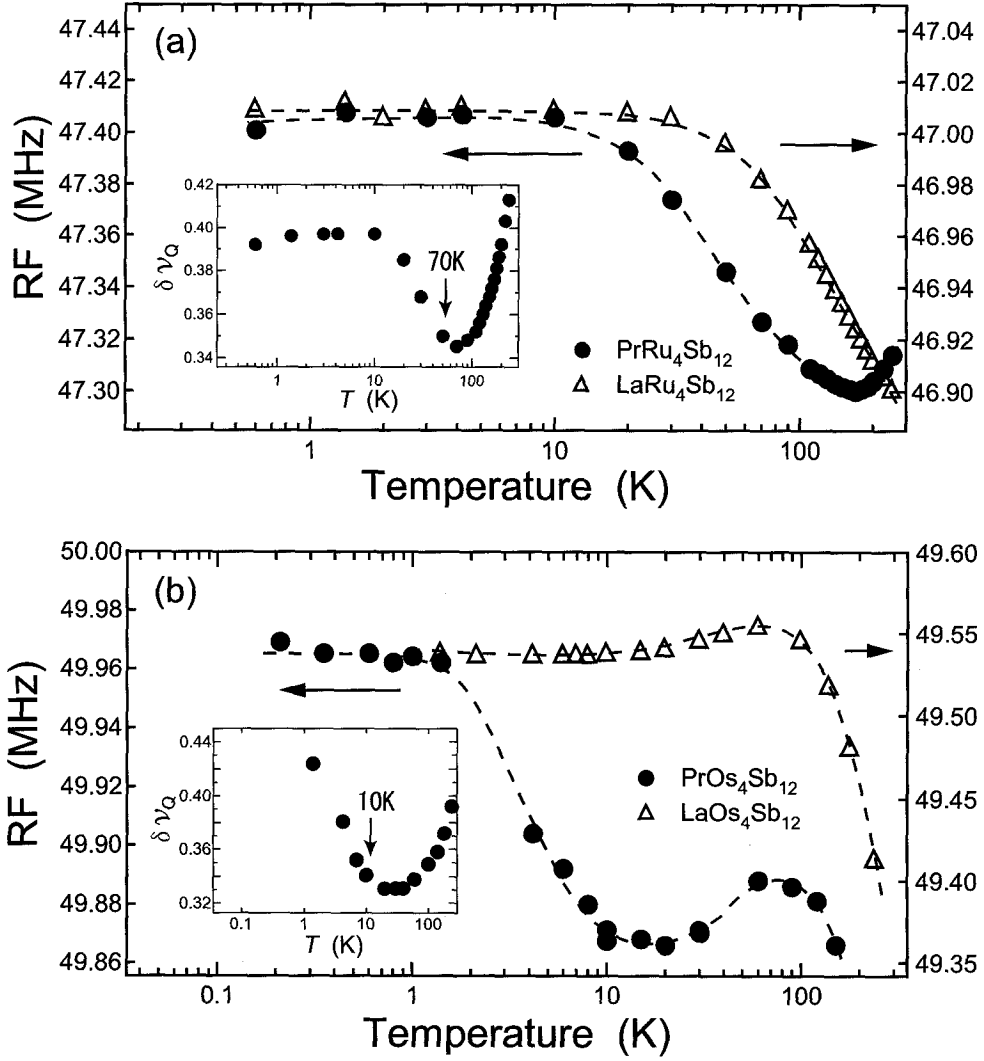 (a)
47.44
47.42
47.40
47.38
47.36
47.34
47.32
47.30
RF (MHz)
47.04
47.02
47.00
46.98
46.96
46.94
46.92
46.90
0.42
0.40
0.38
0.36
0.34
δνQ
70K
1 10 100
T (K)
PrRu4Sb12
LaRu4Sb12
1 10 100
Temperature (K)
(b)
50.00
49.98
49.96
49.94
49.92
49.90
49.88
49.86
RF (MHz)
49.60
49.55
49.50
49.45
49.40
49.35
0.44
0.40
0.36
0.32
δνQ
10K
0.1 1 10 100
T (K)
PrOs4Sb12
LaOs4Sb12
0.1 1 10 100
Temperature (K)